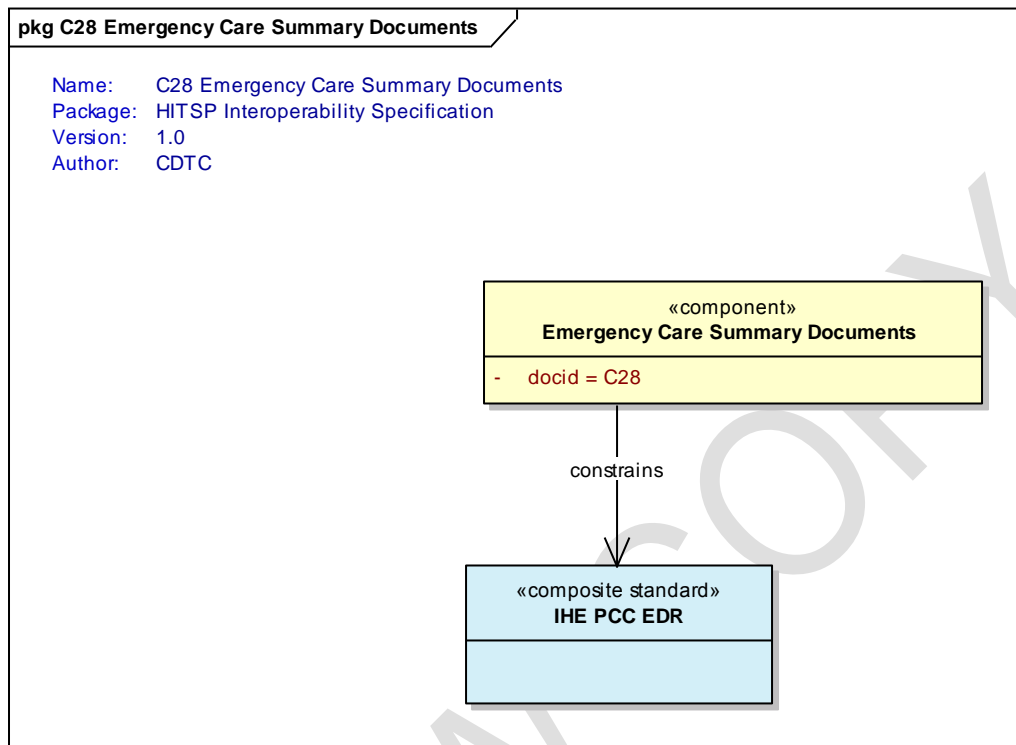 pkg C28 Emergency Care Summary Documents
Name: C28 Emergency Care Summary Documents
Package: HITSP Interoperability Specification
Version: 1.0
Author: CDTC
«component»
Emergency Care Summary Documents
- docid = C28
constrains
«composite standard»
IHE PCC EDR
COPY